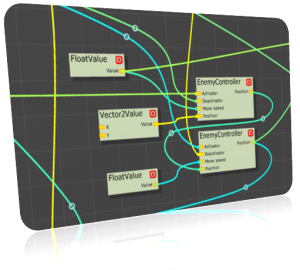 FloatValue
Value
EnemyController
Activator
Deactivator
Move speed
Position
Position
Vector2Value
X
Y
Value
EnemyController
Activator
Deactivator
Move speed
Position
Position
FloatValue
Value